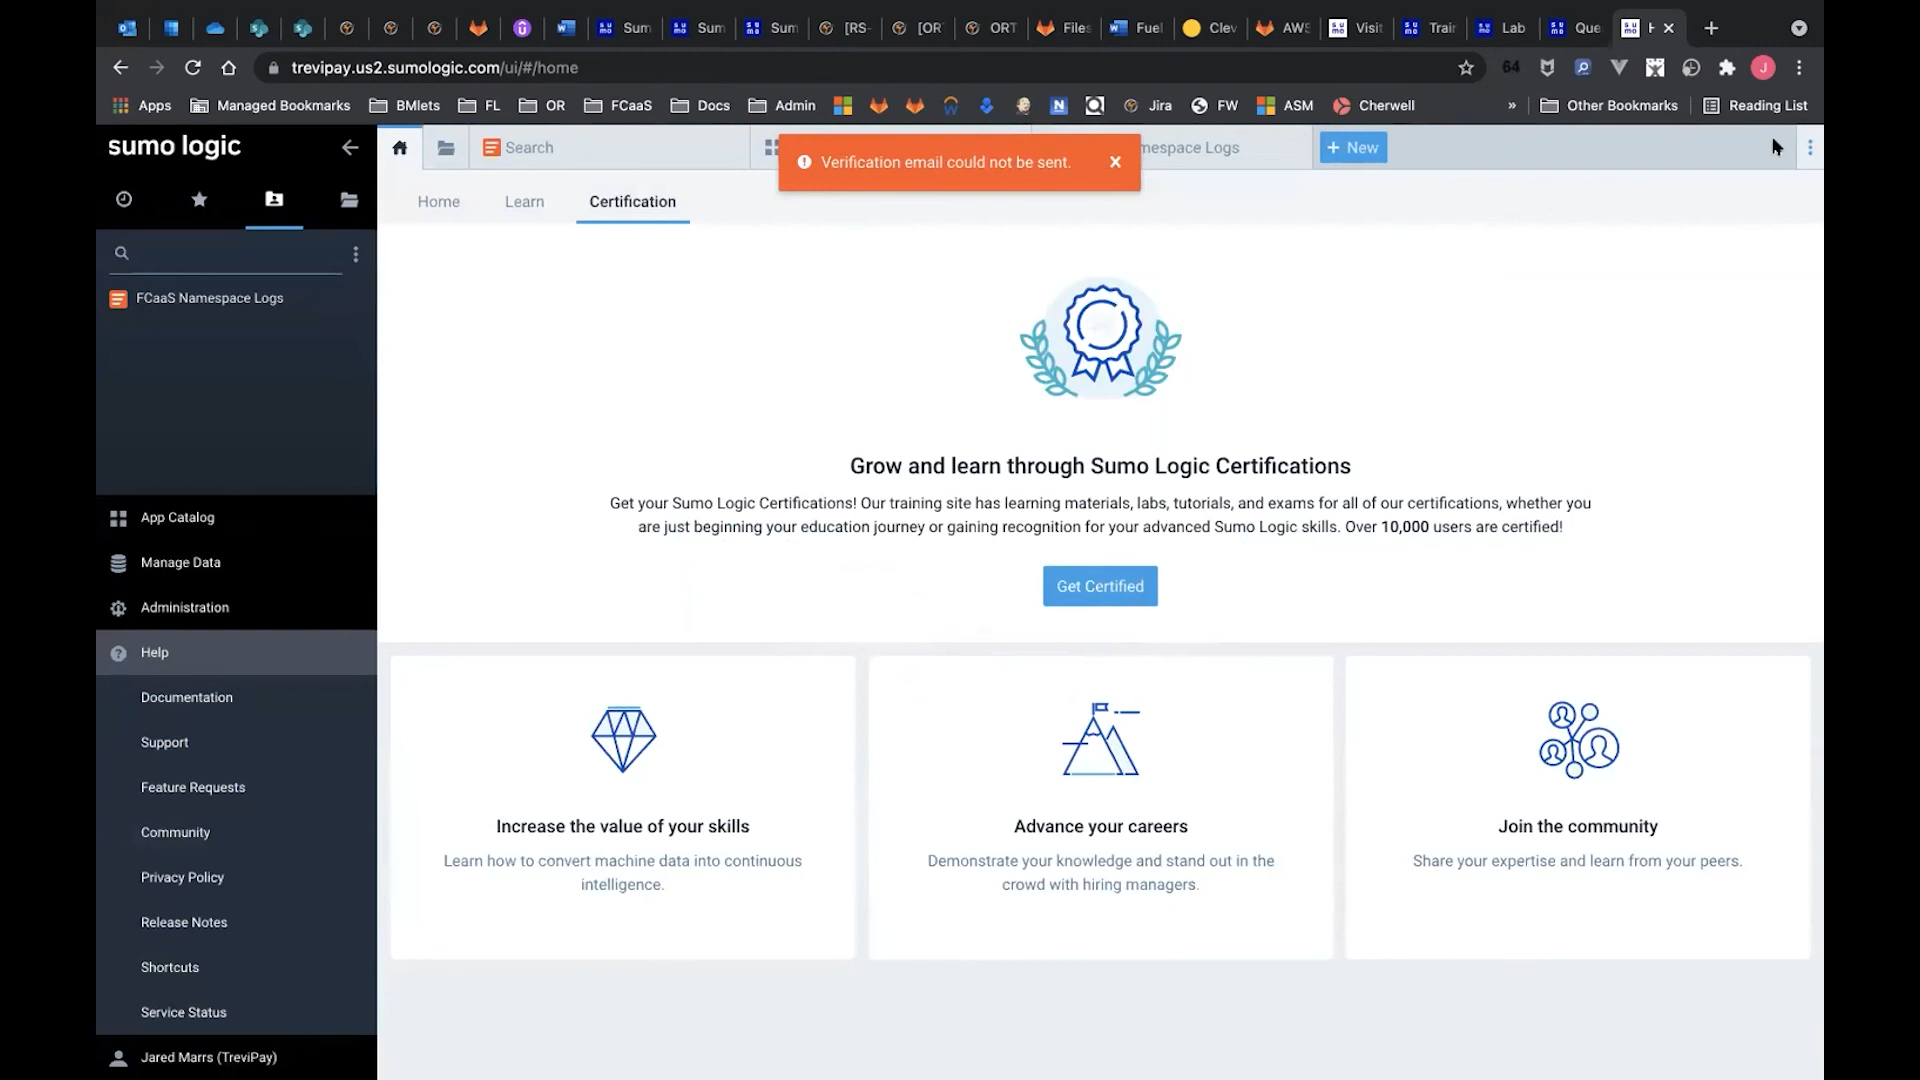 Sum
Sum
Sum
[RS-
[OR
ORT
Files
Fuel
Clev
AWS
Visit
Trair
Lab
Que
trevipay.us2.sumologic.com/ui/#/home
64
J
Apps
Managed Bookmarks
BMlets
FL
OR
FCaaS
Docs
Admin
Jira
FW
ASM
Cherwell
»
Other Bookmarks
Reading List
sumo logic
Search
Verification email could not be sent.
mespace Logs
+ New
Home
Learn
Certification
FCaaS Namespace Logs
Grow and learn through Sumo Logic Certifications
Get your Sumo Logic Certifications! Our training site has learning materials, labs, tutorials, and exams for all of our certifications, whether you
are just beginning your education journey or gaining recognition for your advanced Sumo Logic skills. Over 10,000 users are certified!
Get Certified
App Catalog
Manage Data
Administration
Help
Documentation
Support
Feature Requests
Community
Privacy Policy
Release Notes
Shortcuts
Service Status
Jared Marrs (TreviPay)
Increase the value of your skills
Learn how to convert machine data into continuous
intelligence.
Advance your careers
Demonstrate your knowledge and stand out in the
crowd with hiring managers.
Join the community
Share your expertise and learn from your peers.